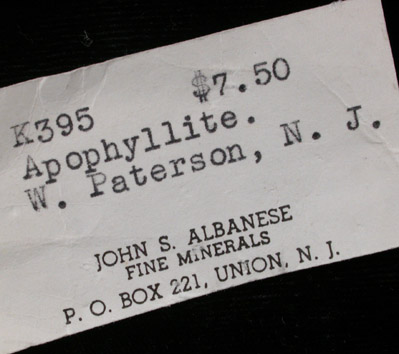 K395 $7.50
Apophyllite.
W. Paterson, N. J.
JOHN S. ALBANESE
FINE MINERALS
P. O. BOX 221, UNION, N. J.